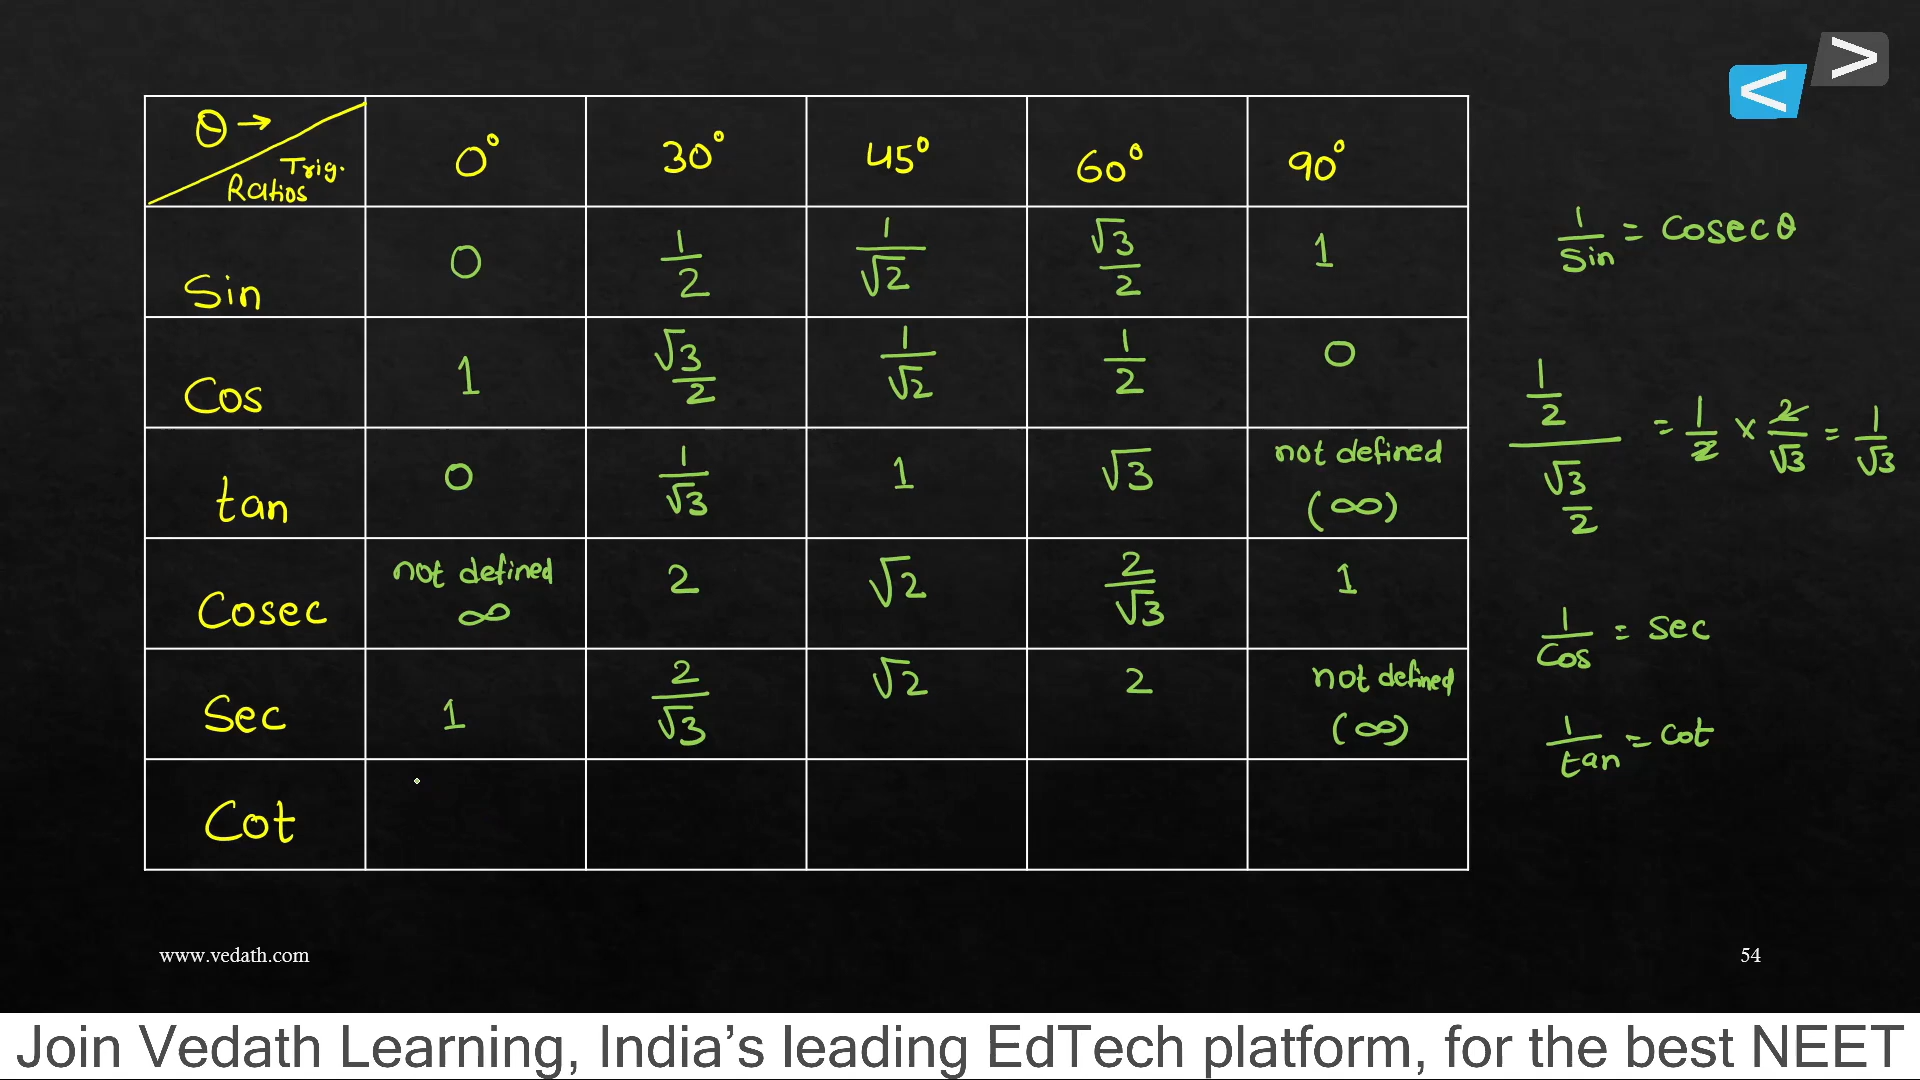 θ →
Trig.
Ratios
0° 30° 45° 60° 90°
Sin 0 1/2 1/√2 √3/2 1
Cos 1 √3/2 1/√2 1/2 0
tan 0 1/√3 1 √3 not defined (∞)
Cosec not defined ∞ 2 √2 2/√3 1
Sec 1 2/√3 √2 2 not defined (∞)
Cot
1/Sin = Cosec θ
(1/2)/(√3/2) = 1/2 × 2/√3 = 1/√3
1/Cos = Sec
1/tan = Cot
www.vedath.com
54
Join Vedath Learning, India’s leading EdTech platform, for the best NEET